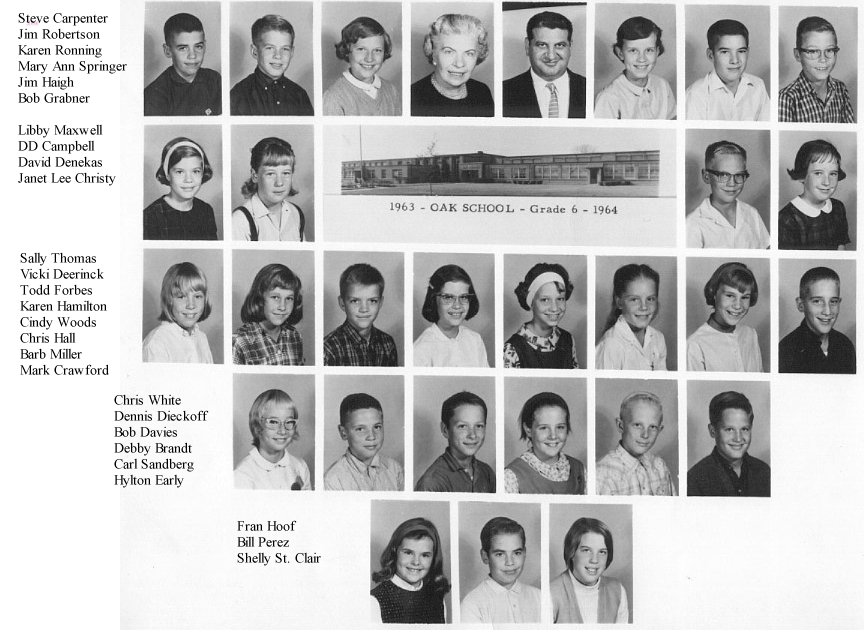 Steve Carpenter
Jim Robertson
Karen Ronning
Mary Ann Springer
Jim Haigh
Bob Grabner
Libby Maxwell
DD Campbell
David Denekas
Janet Lee Christy
1963 - OAK SCHOOL - Grade 6 - 1964
Sally Thomas
Vicki Deerinck
Todd Forbes
Karen Hamilton
Cindy Woods
Chris Hall
Barb Miller
Mark Crawford
Chris White
Dennis Dieckoff
Bob Davies
Debby Brandt
Carl Sandberg
Hylton Early
Fran Hoof
Bill Perez
Shelly St. Clair